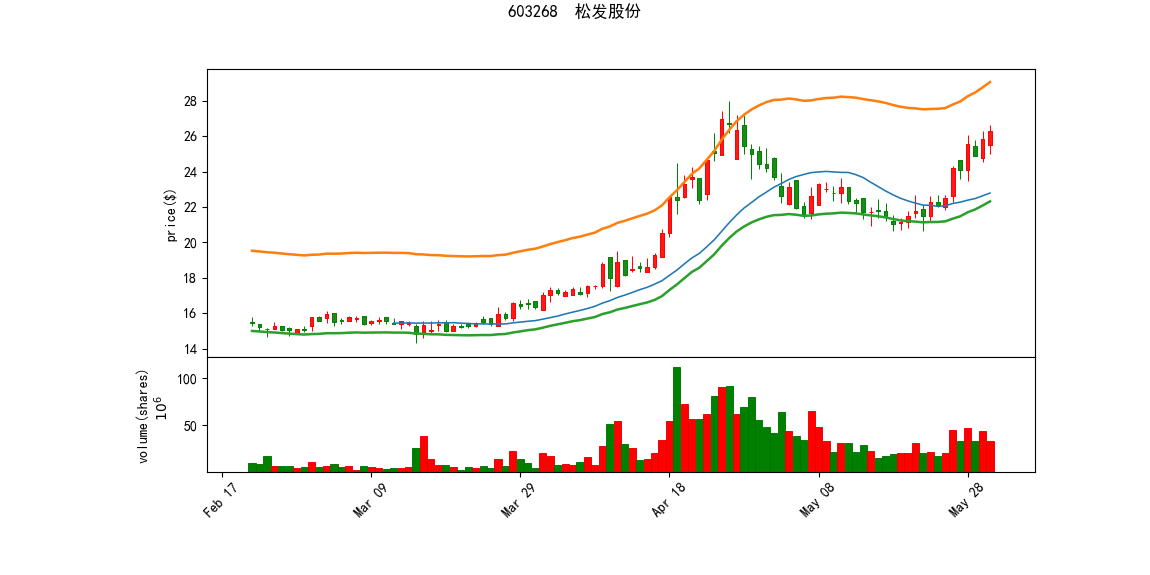 603268 松发股份
price($)
28
26
24
22
20
18
16
14
volume(shares)
10^6
100
50
Feb 17
Mar 09
Mar 29
Apr 18
May 08
May 28